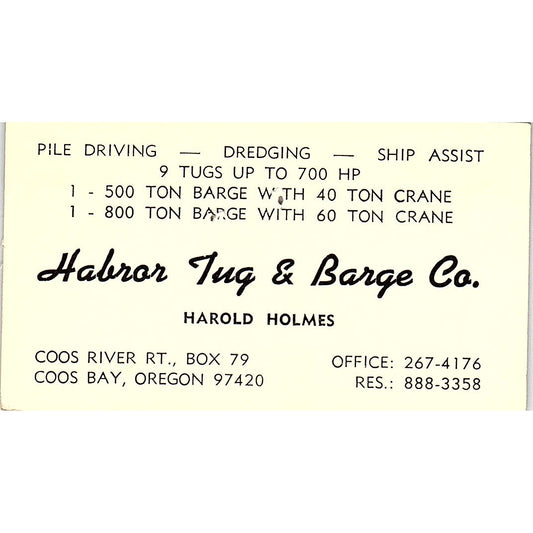 PILE DRIVING — DREDGING — SHIP ASSIST
9 TUGS UP TO 700 HP
1 - 500 TON BARGE WITH 40 TON CRANE
1 - 800 TON BARGE WITH 60 TON CRANE
Habror Tug & Barge Co.
HAROLD HOLMES
COOS RIVER RT., BOX 79 OFFICE: 267-4176
COOS BAY, OREGON 97420 RES.: 888-3358